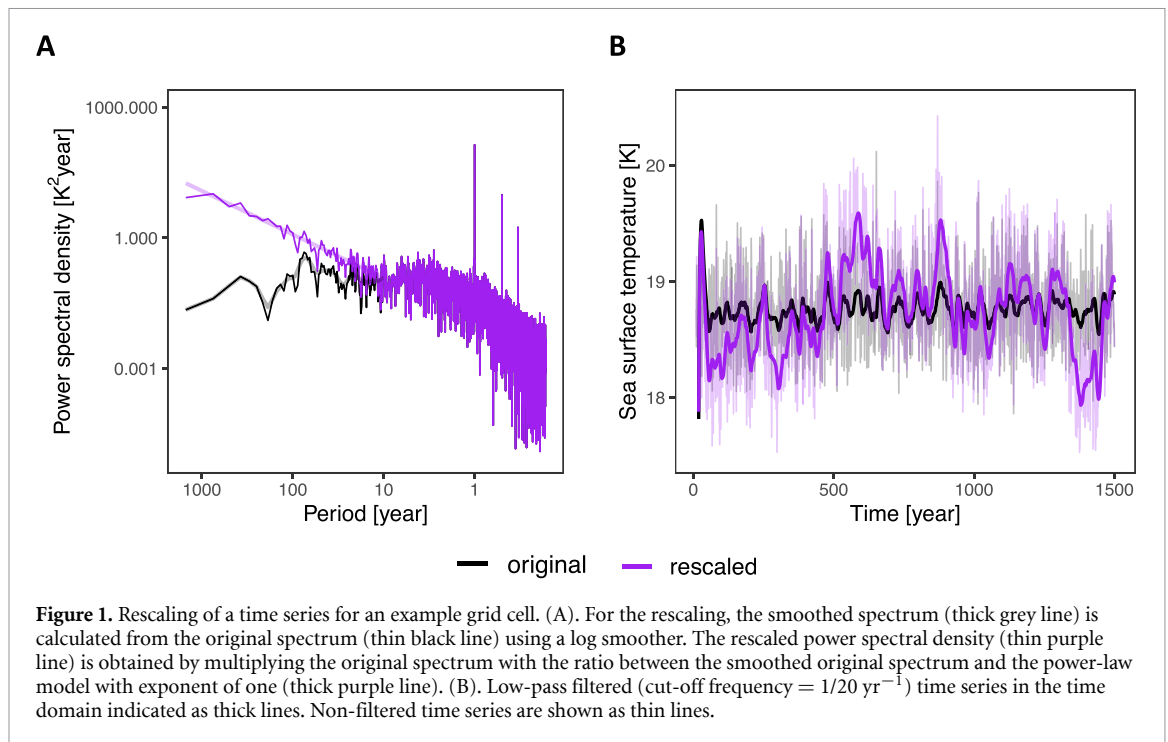 A
B
Power spectral density [K²year]
1000.000
1.000
0.001
1000 100 10 1
Period [year]
Sea surface temperature [K]
20
19
18
0 500 1000 1500
Time [year]
original rescaled
Figure 1. Rescaling of a time series for an example grid cell. (A). For the rescaling, the smoothed spectrum (thick grey line) is
calculated from the original spectrum (thin black line) using a log smoother. The rescaled power spectral density (thin purple
line) is obtained by multiplying the original spectrum with the ratio between the smoothed original spectrum and the power-law
model with exponent of one (thick purple line). (B). Low-pass filtered (cut-off frequency = 1/20 yr⁻¹) time series in the time
domain indicated as thick lines. Non-filtered time series are shown as thin lines.